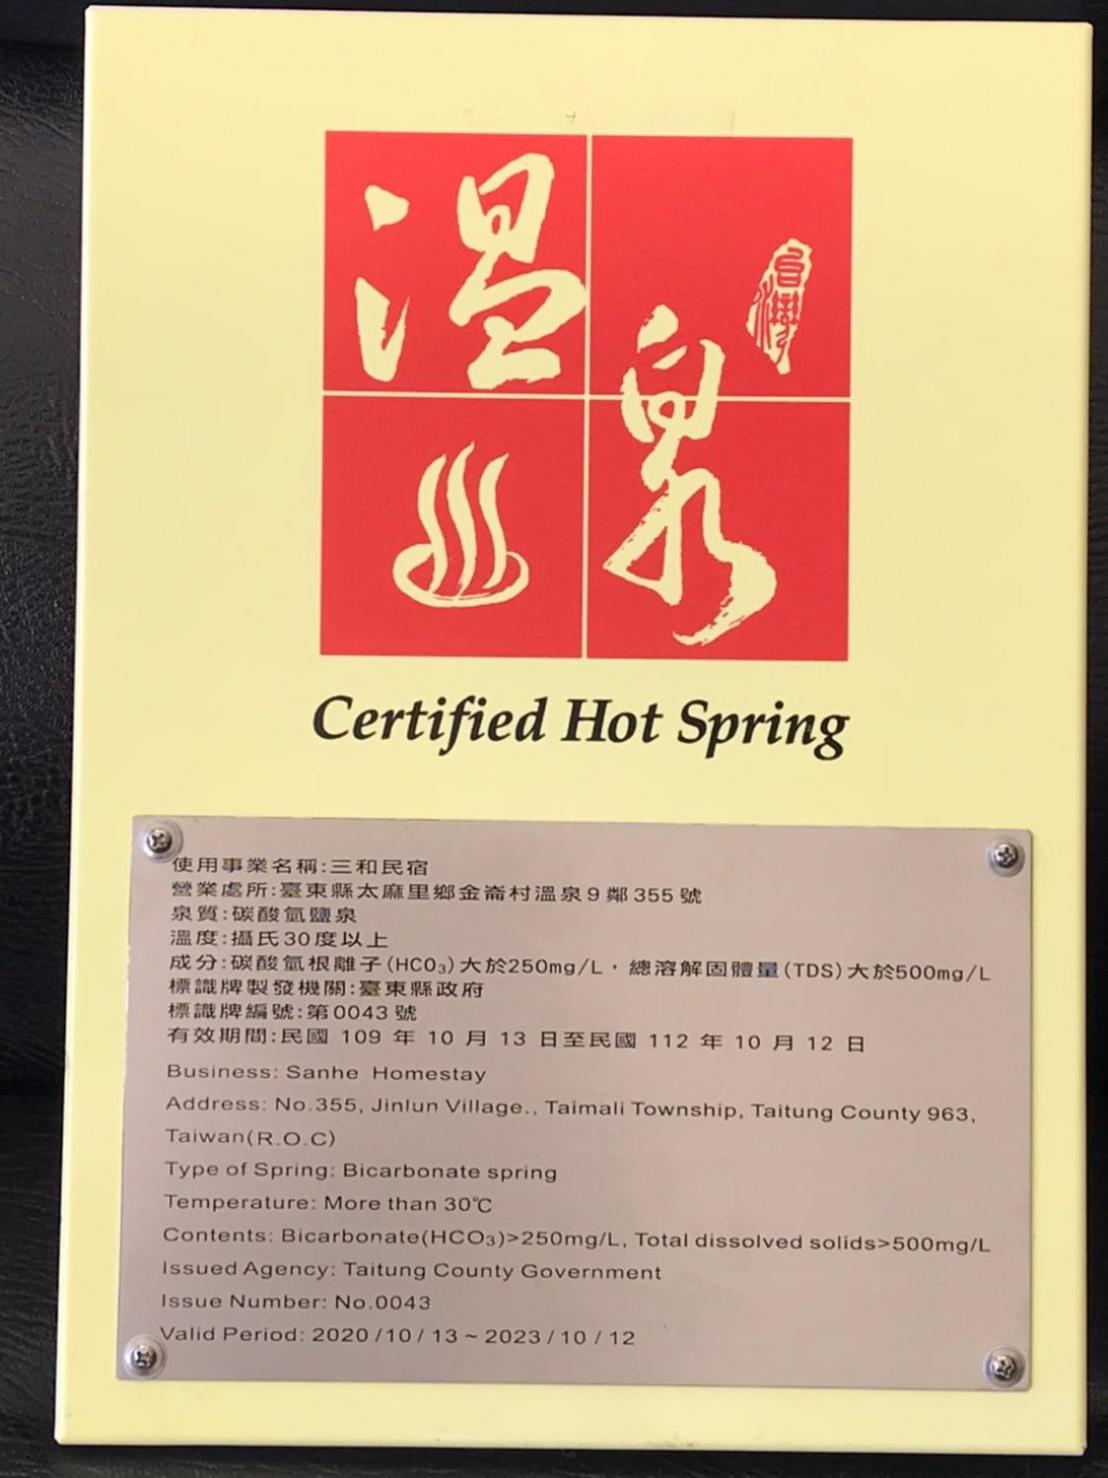 溫泉
台灣
Certified Hot Spring
使用事業名稱:三和民宿
營業處所:臺東縣太麻里鄉金崙村溫泉9鄰355號
泉質:碳酸氫鹽泉
溫度:攝氏30度以上
成分:碳酸氫根離子(HCO₃)大於250mg/L，總溶解固體量(TDS)大於500mg/L
標識牌製發機關:臺東縣政府
標識牌編號:第0043號
有效期間:民國 109 年 10 月 13 日至民國 112 年 10 月 12 日
Business: Sanhe Homestay
Address: No.355, Jinlun Village., Taimali Township, Taitung County 963,
Taiwan(R.O.C)
Type of Spring: Bicarbonate spring
Temperature: More than 30℃
Contents: Bicarbonate(HCO₃)>250mg/L, Total dissolved solids>500mg/L
Issued Agency: Taitung County Government
Issue Number: No.0043
Valid Period: 2020/10/13~2023/10/12